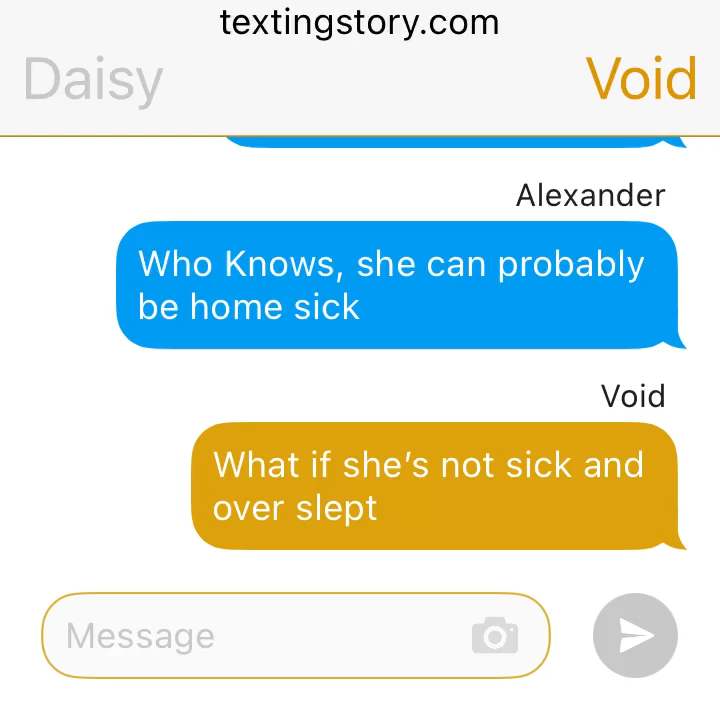 textingstory.com
Daisy Void
Alexander
Who Knows, she can probably
be home sick
Void
What if she’s not sick and
over slept
Message